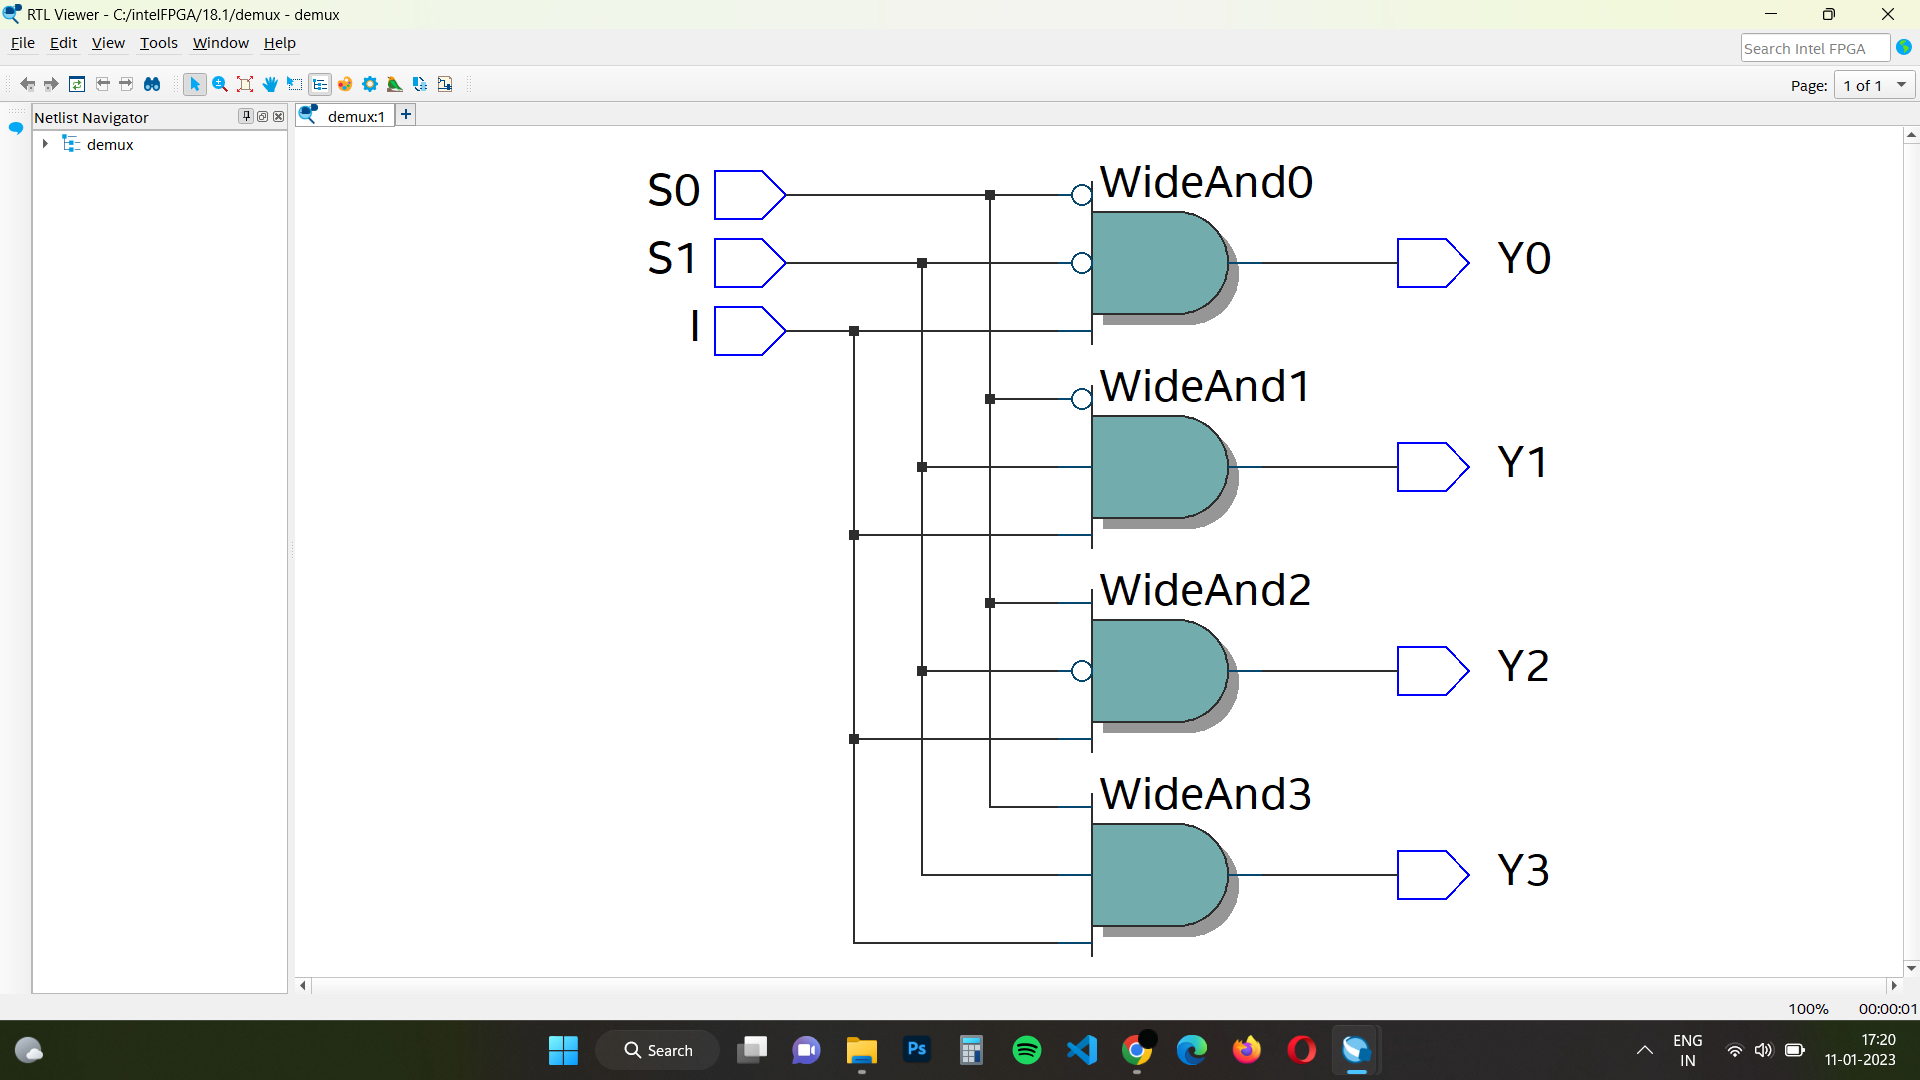 RTL Viewer - C:/intelFPGA/18.1/demux - demux
File Edit View Tools Window Help
Search Intel FPGA
Page: 1 of 1
Netlist Navigator
demux:1
demux
S0
WideAnd0
S1
Y0
I
WideAnd1
Y1
WideAnd2
Y2
WideAnd3
Y3
100% 00:00:01
Search
Ps
ENG
IN
17:20
11-01-2023